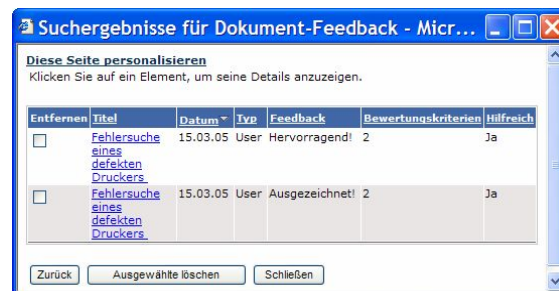 Suchergebnisse für Dokument-Feedback - Micr...
Diese Seite personalisieren
Klicken Sie auf ein Element, um seine Details anzuzeigen.
Entfernen Titel Datum Typ Feedback Bewertungskriterien Hilfreich
Fehlersuche 15.03.05 User Hervorragend! 2 Ja
eines
defekten
Druckers
Fehlersuche 15.03.05 User Ausgezeichnet! 2 Ja
eines
defekten
Druckers
Zurück Ausgewählte löschen Schließen